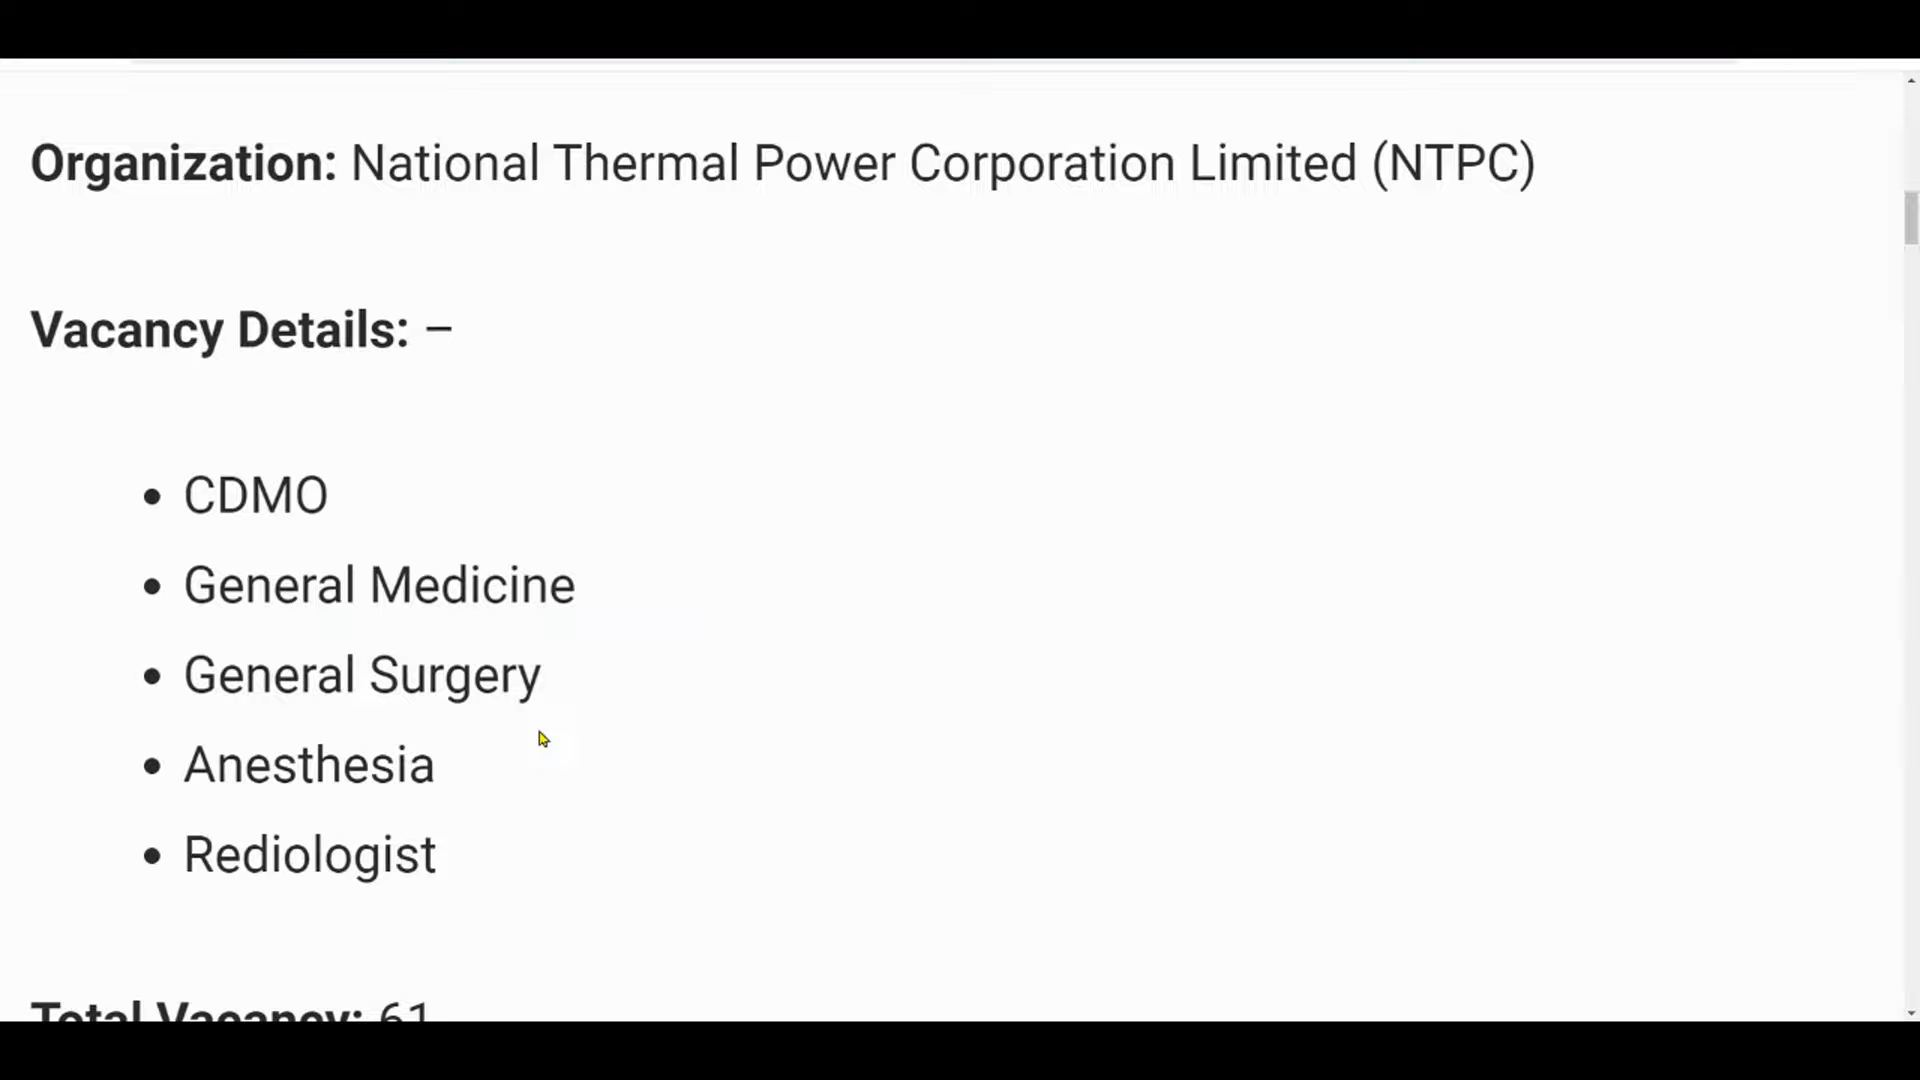 Organization: National Thermal Power Corporation Limited (NTPC)
Vacancy Details: –
• CDMO
• General Medicine
• General Surgery
• Anesthesia
• Rediologist
Total Vacancy: 61